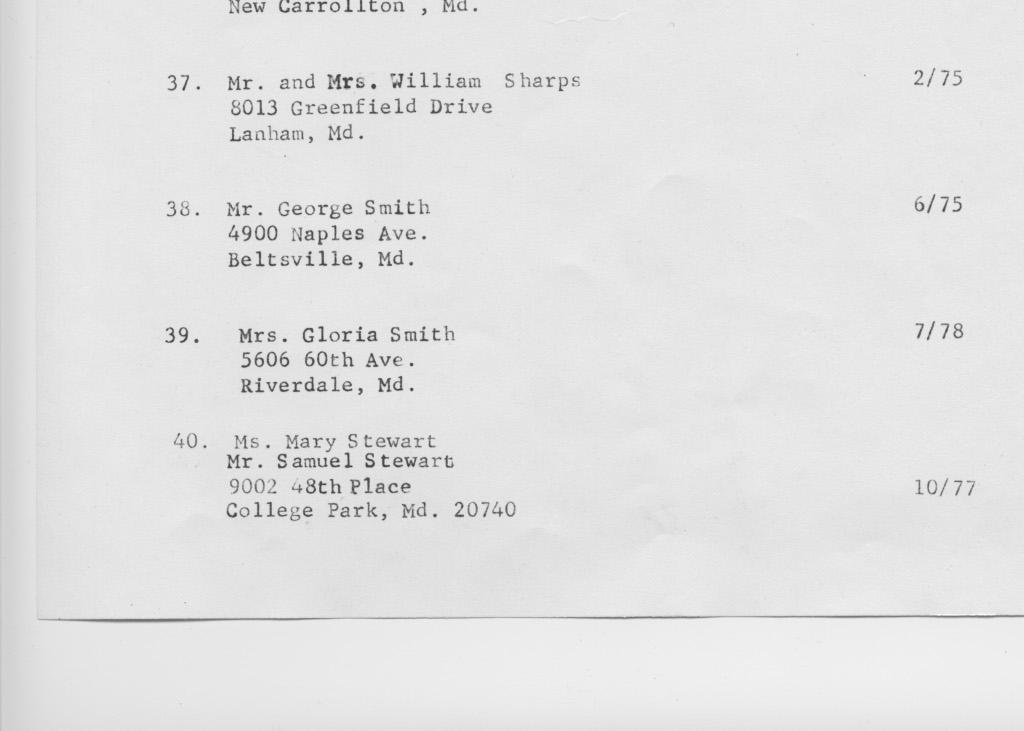 New Carrollton , Md.
37. Mr. and Mrs. William Sharps 2/75
8013 Greenfield Drive
Lanham, Md.
38. Mr. George Smith 6/75
4900 Naples Ave.
Beltsville, Md.
39. Mrs. Gloria Smith 7/78
5606 60th Ave.
Riverdale, Md.
40. Ms. Mary Stewart
Mr. Samuel Stewart
9002 48th Place 10/77
College Park, Md. 20740